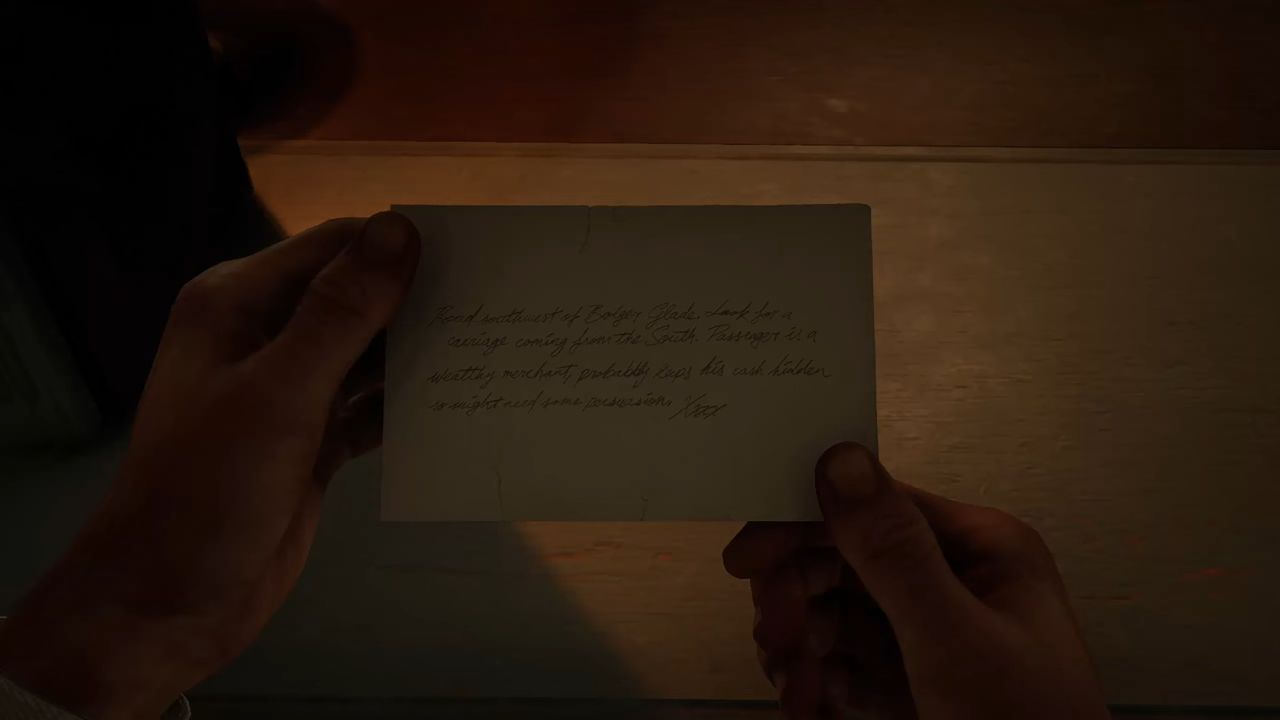 Road southwest of Bolger Glade. Look for a
carriage coming from the South. Passenger is a
wealthy merchant, probably keeps his cash hidden
so might need some persuasion. Xxxx